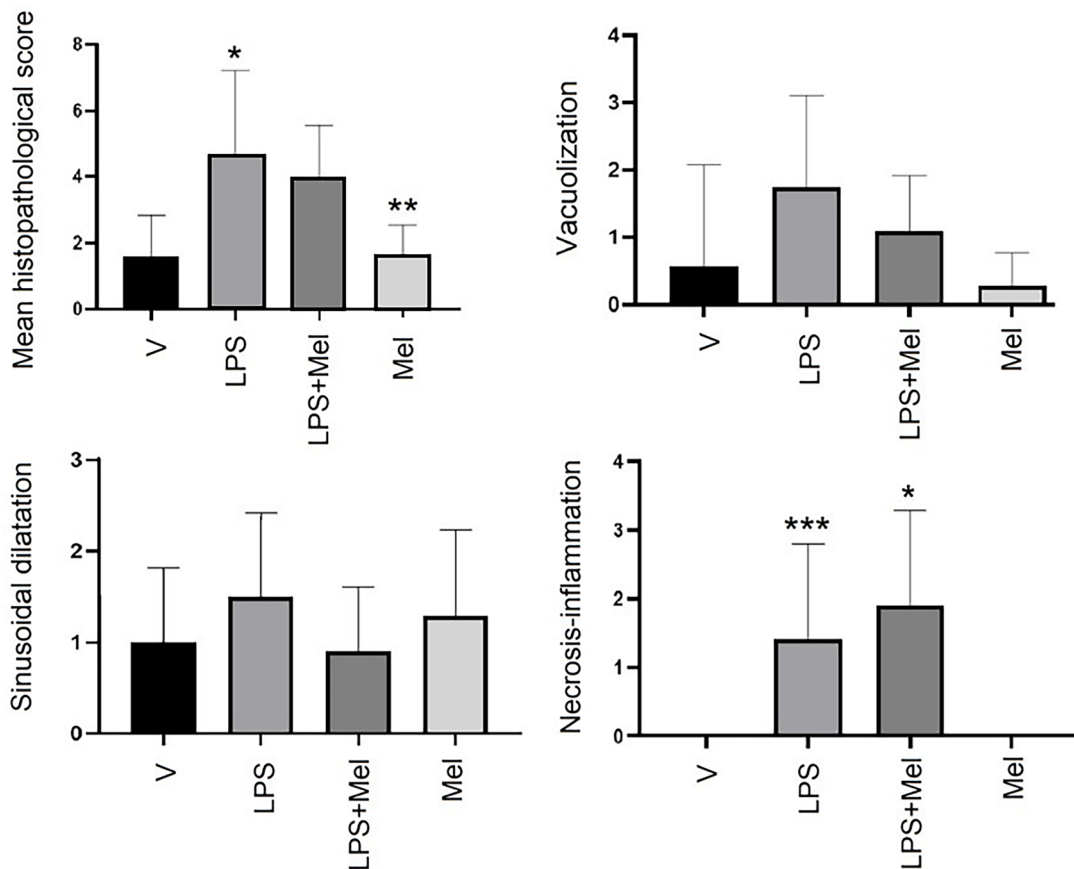 Mean histopathological score
8
6
4
2
0
*
**
V
LPS
LPS+Mel
Mel
Vacuolization
4
3
2
1
0
V
LPS
LPS+Mel
Mel
Sinusoidal dilatation
3
2
1
0
V
LPS
LPS+Mel
Mel
Necrosis-inflammation
4
3
2
1
0
***
*
V
LPS
LPS+Mel
Mel